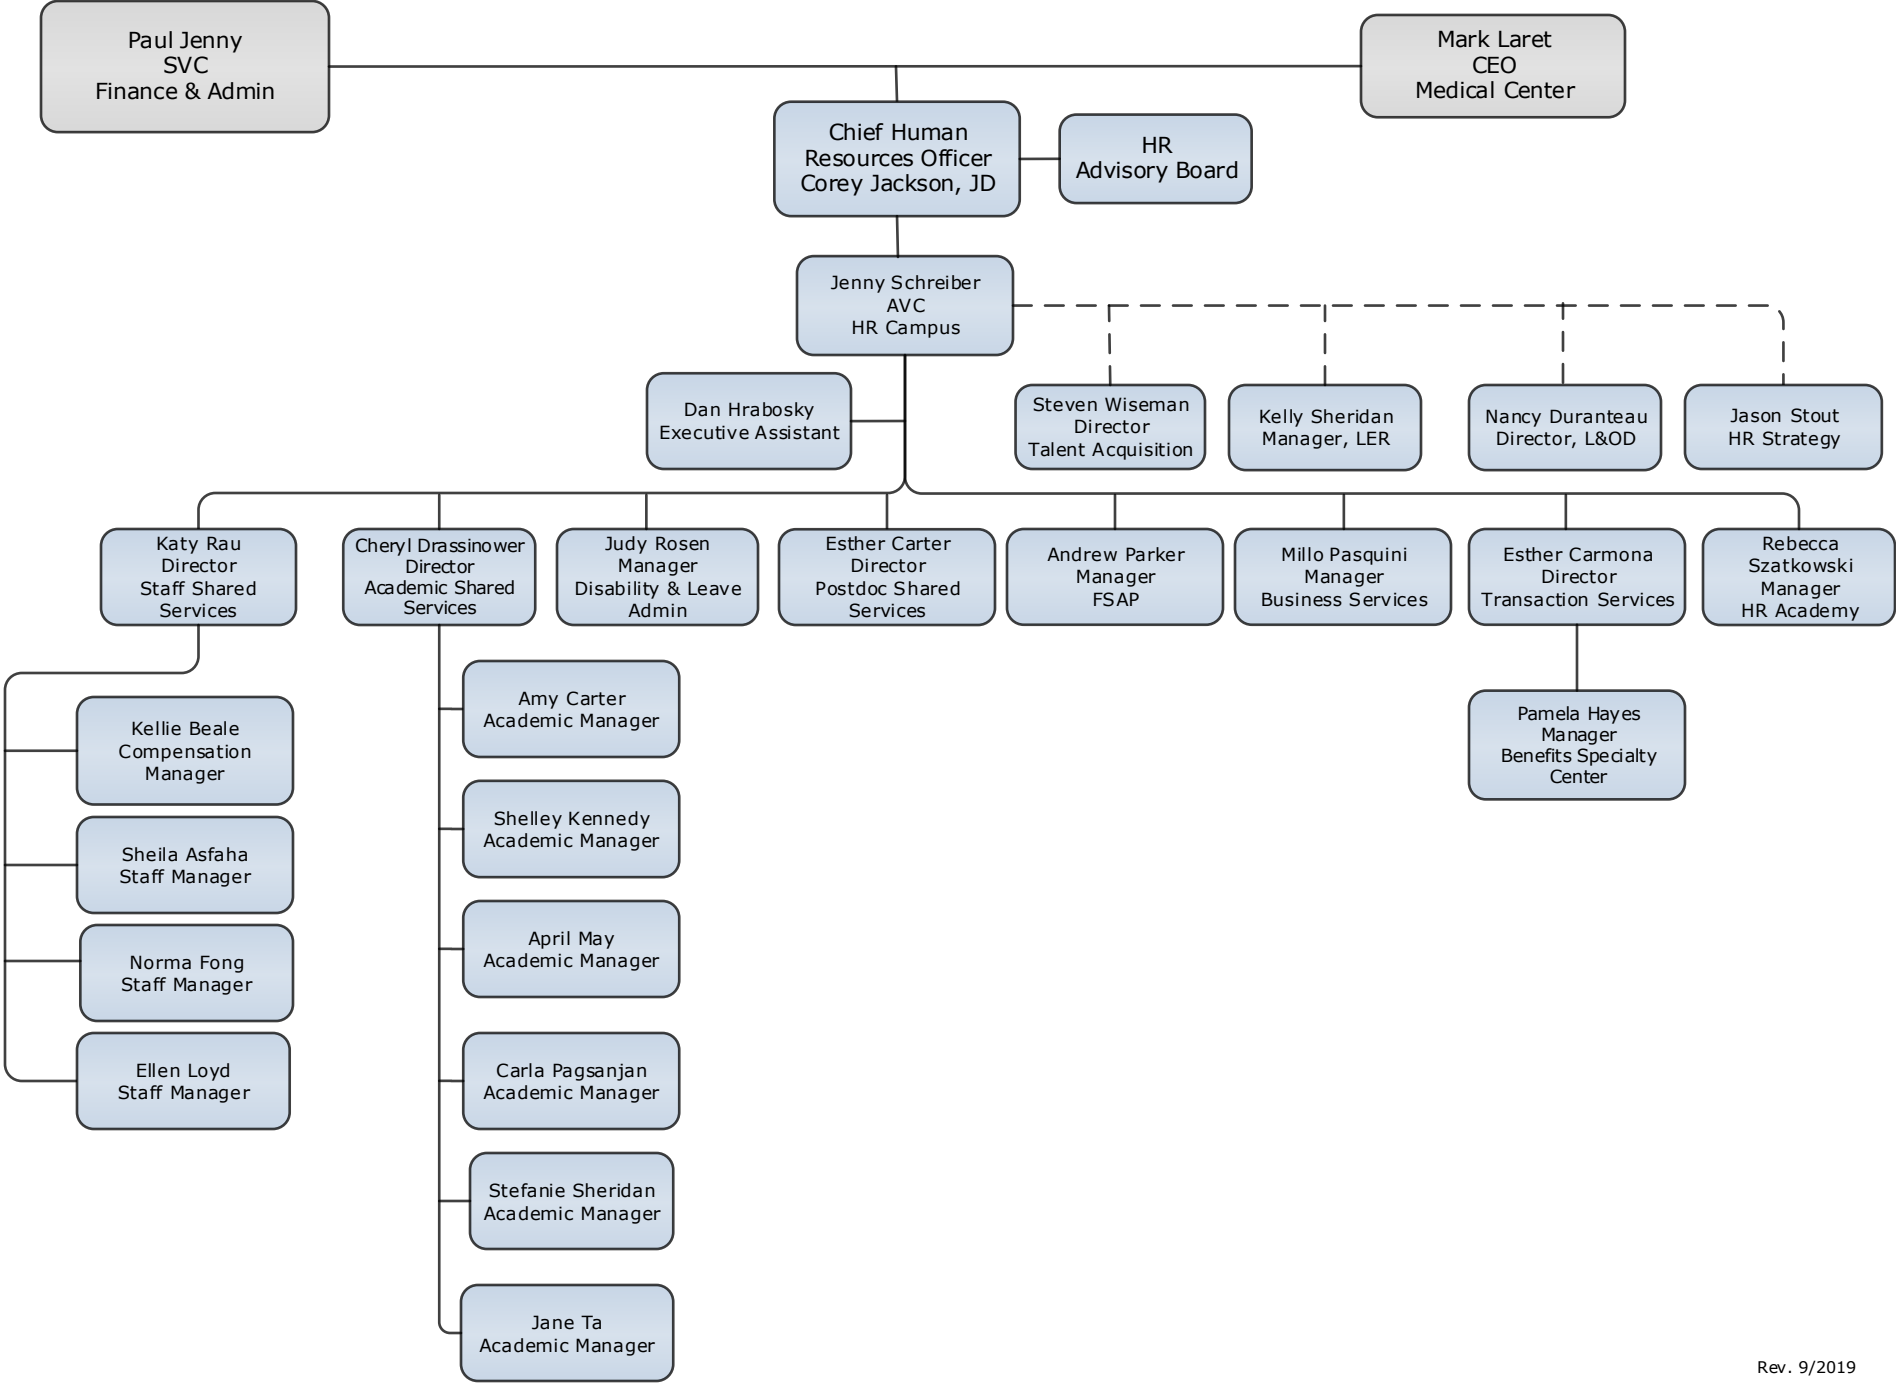 Paul Jenny
SVC
Finance & Admin
Mark Laret
CEO
Medical Center
Chief Human
Resources Officer
Corey Jackson, JD
HR
Advisory Board
Jenny Schreiber
AVC
HR Campus
Dan Hrabosky
Executive Assistant
Steven Wiseman
Director
Talent Acquisition
Kelly Sheridan
Manager, LER
Nancy Duranteau
Director, L&OD
Jason Stout
HR Strategy
Katy Rau
Director
Staff Shared
Services
Cheryl Drassinower
Director
Academic Shared
Services
Judy Rosen
Manager
Disability & Leave
Admin
Esther Carter
Director
Postdoc Shared
Services
Andrew Parker
Manager
FSAP
Millo Pasquini
Manager
Business Services
Esther Carmona
Director
Transaction Services
Rebecca
Szatkowski
Manager
HR Academy
Kellie Beale
Compensation
Manager
Sheila Asfaha
Staff Manager
Norma Fong
Staff Manager
Ellen Loyd
Staff Manager
Amy Carter
Academic Manager
Shelley Kennedy
Academic Manager
April May
Academic Manager
Carla Pagsanjan
Academic Manager
Stefanie Sheridan
Academic Manager
Jane Ta
Academic Manager
Pamela Hayes
Manager
Benefits Specialty
Center
Rev. 9/2019